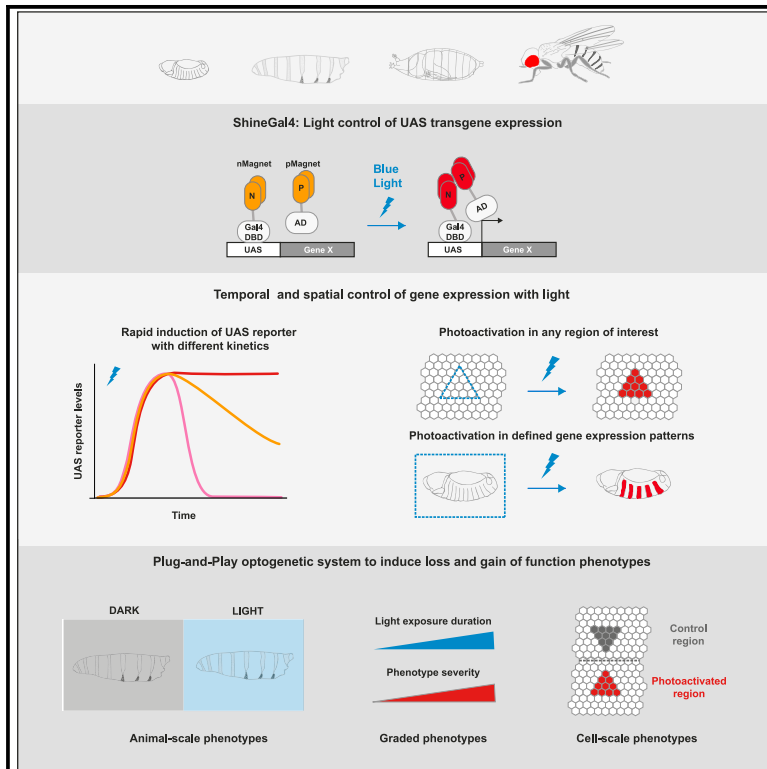 ShineGal4: Light control of UAS transgene expression
nMagnet
pMagnet
N
P
Gal4
DBD
AD
UAS
Gene X
Blue
Light
N
P
Gal4
DBD
AD
UAS
Gene X
Temporal and spatial control of gene expression with light
Rapid induction of UAS reporter
with different kinetics
UAS reporter levels
Time
Photoactivation in any region of interest
Photoactivation in defined gene expression patterns
Plug-and-Play optogenetic system to induce loss and gain of function phenotypes
DARK
LIGHT
Animal-scale phenotypes
Light exposure duration
Phenotype severity
Graded phenotypes
Control
region
Photoactivated
region
Cell-scale phenotypes